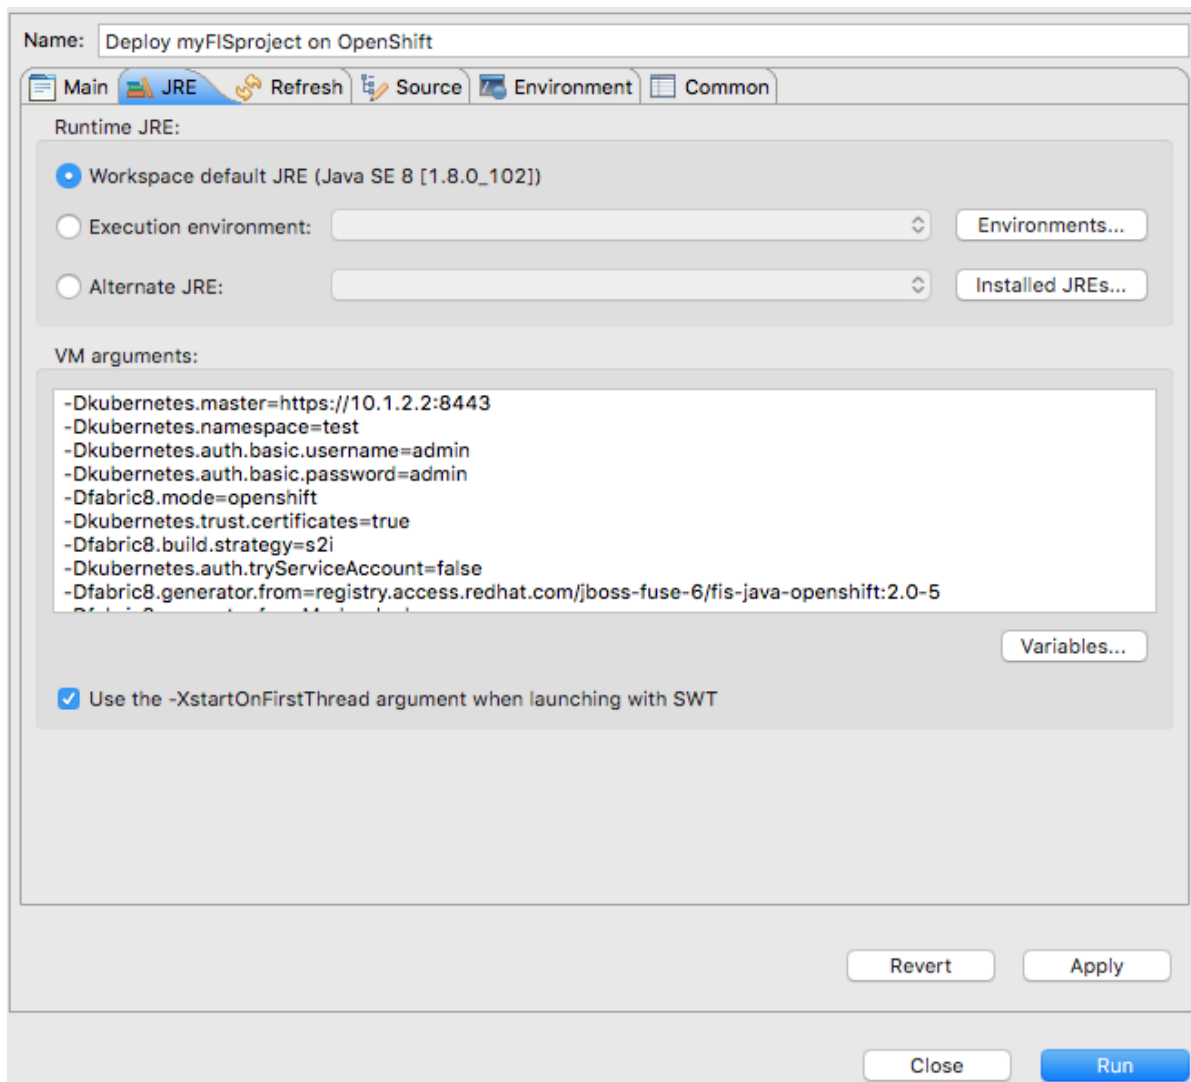 Name: Deploy myFISproject on OpenShift
Main JRE Refresh Source Environment Common
Runtime JRE:
Workspace default JRE (Java SE 8 [1.8.0_102])
Execution environment: Environments...
Alternate JRE: Installed JREs...
VM arguments:
-Dkubernetes.master=https://10.1.2.2:8443
-Dkubernetes.namespace=test
-Dkubernetes.auth.basic.username=admin
-Dkubernetes.auth.basic.password=admin
-Dfabric8.mode=openshift
-Dkubernetes.trust.certificates=true
-Dfabric8.build.strategy=s2i
-Dkubernetes.auth.tryServiceAccount=false
-Dfabric8.generator.from=registry.access.redhat.com/jboss-fuse-6/fis-java-openshift:2.0-5
Variables...
Use the -XstartOnFirstThread argument when launching with SWT
Revert Apply
Close Run